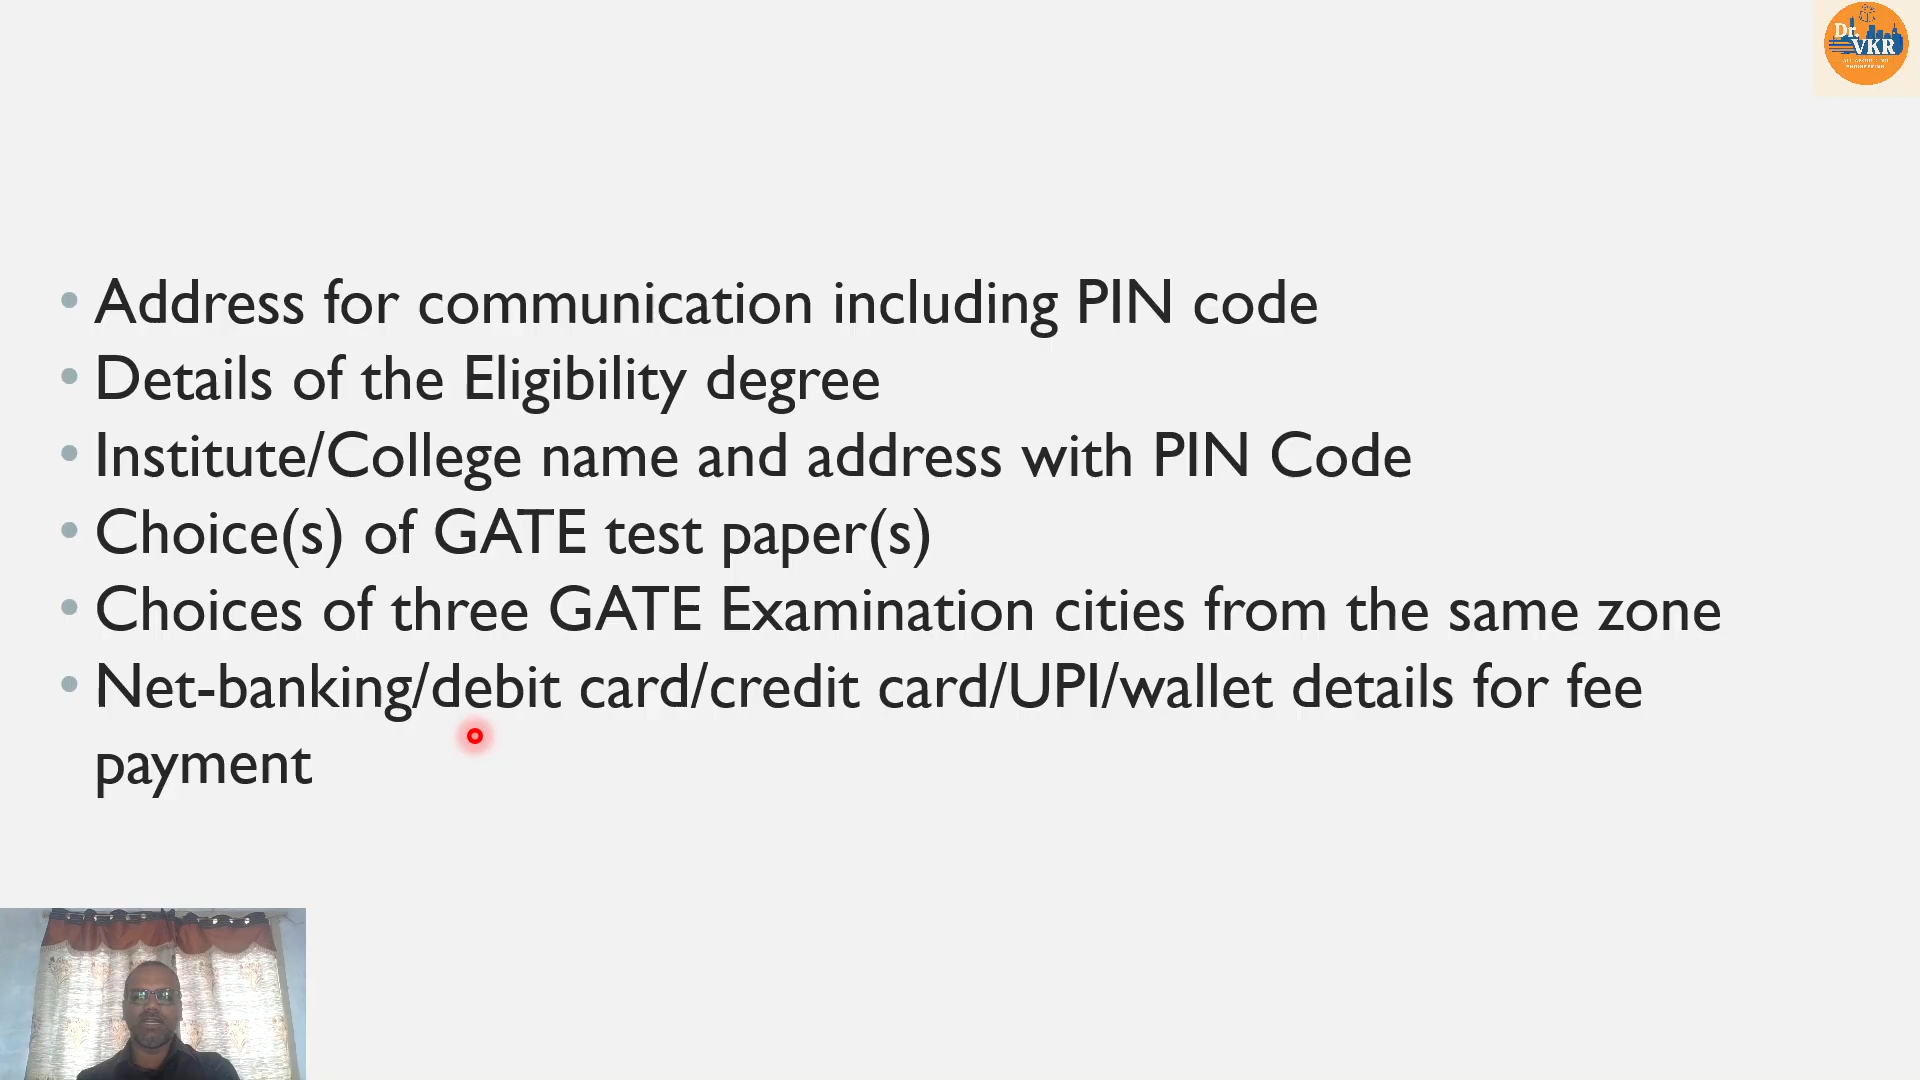 Dr.
VKR
• Address for communication including PIN code
• Details of the Eligibility degree
• Institute/College name and address with PIN Code
• Choice(s) of GATE test paper(s)
• Choices of three GATE Examination cities from the same zone
• Net-banking/debit card/credit card/UPI/wallet details for fee
payment